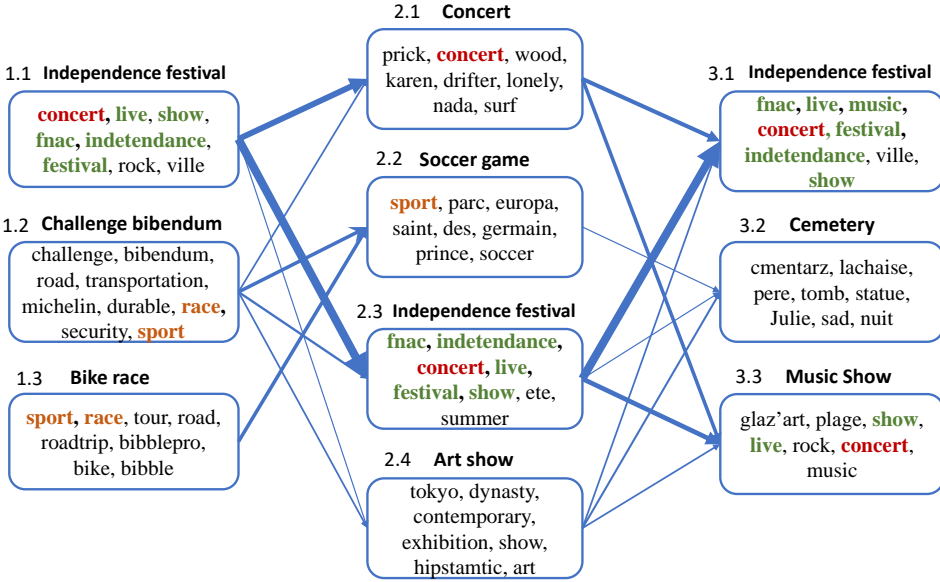 1.1 Independence festival
concert, live, show,
fnac, indetendance,
festival, rock, ville
1.2 Challenge bibendum
challenge, bibendum,
road, transportation,
michelin, durable, race,
security, sport
1.3 Bike race
sport, race, tour, road,
roadtrip, bibblepro,
bike, bibble
2.1 Concert
prick, concert, wood,
karen, drifter, lonely,
nada, surf
2.2 Soccer game
sport, parc, europa,
saint, des, germain,
prince, soccer
2.3 Independence festival
fnac, indetendance,
concert, live,
festival, show, ete,
summer
2.4 Art show
tokyo, dynasty,
contemporary,
exhibition, show,
hipstamtic, art
3.1 Independence festival
fnac, live, music,
concert, festival,
indetendance, ville,
show
3.2 Cemetery
cmentarz, lachaise,
pere, tomb, statue,
Julie, sad, nuit
3.3 Music Show
glaz'art, plage, show,
live, rock, concert,
music